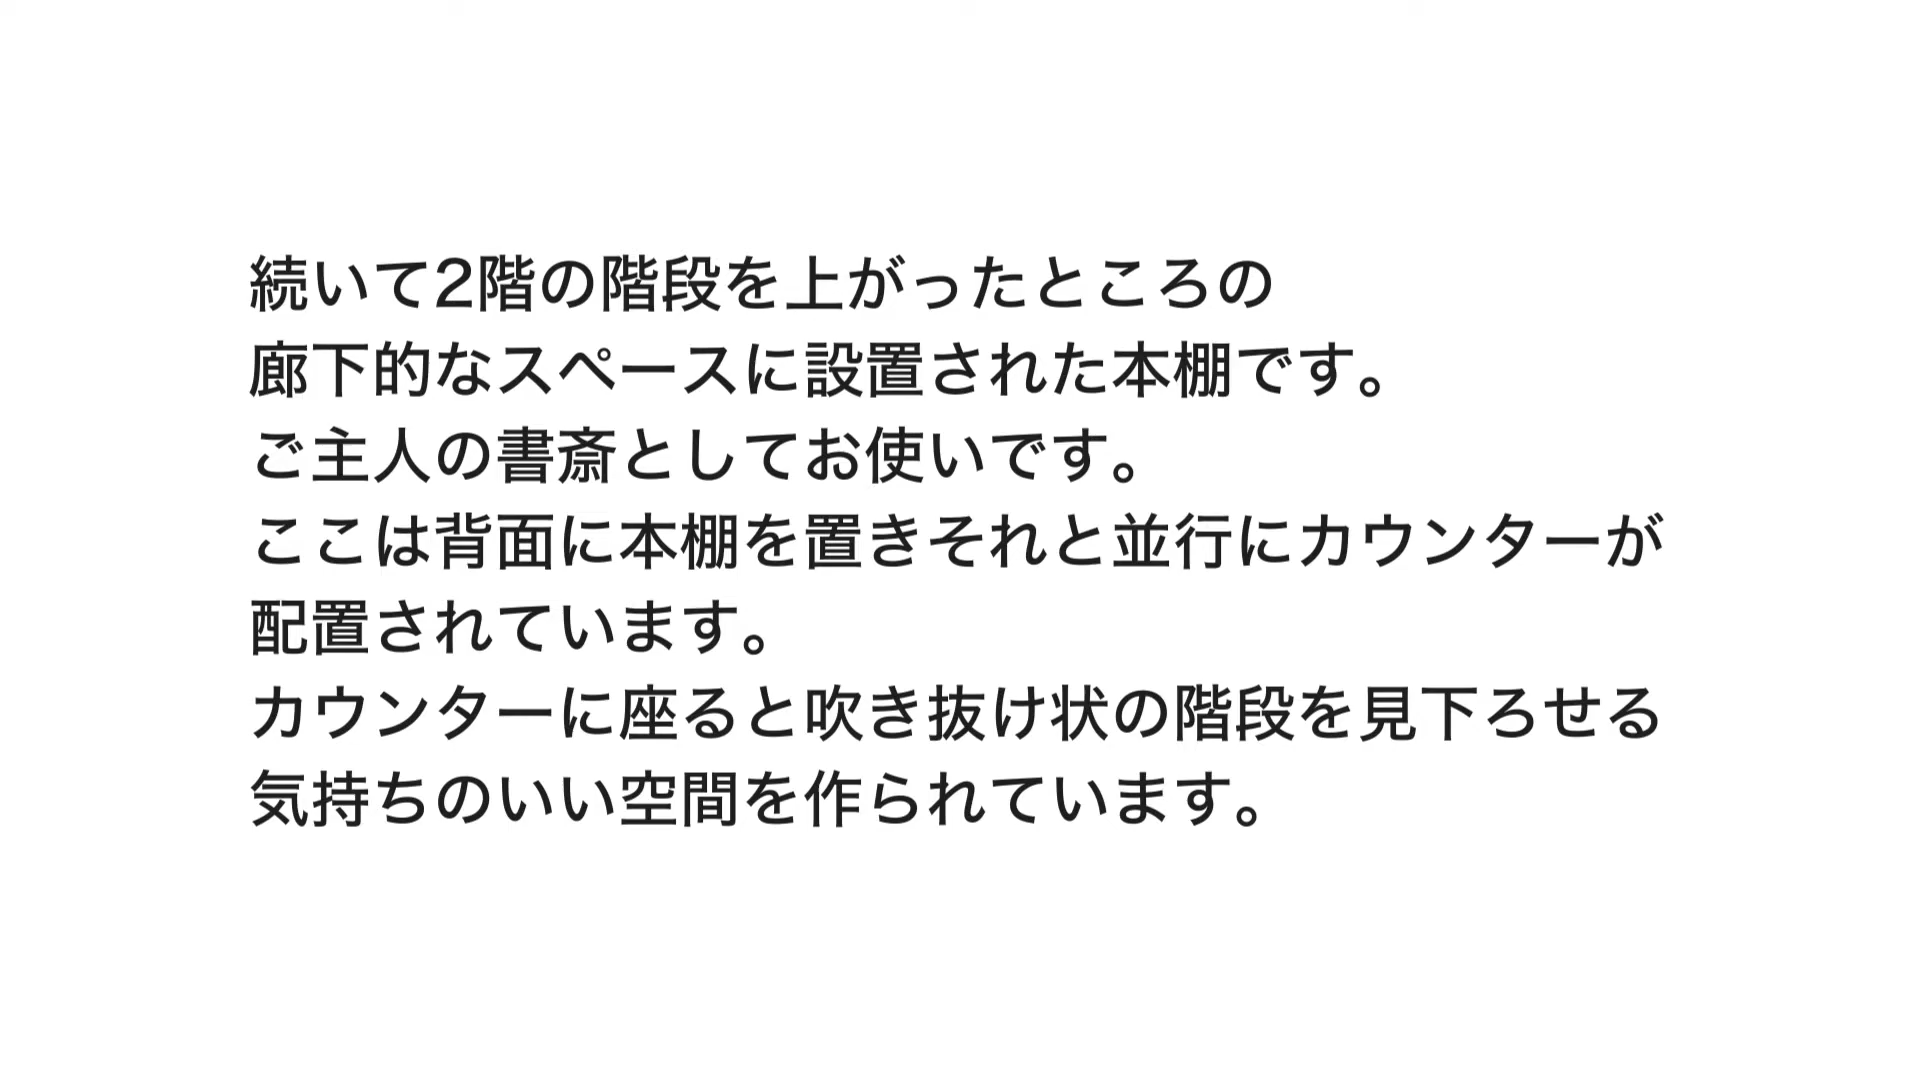 続いて2階の階段を上がったところの
廊下的なスペースに設置された本棚です。
ご主人の書斎としてお使いです。
ここは背面に本棚を置きそれと並行にカウンターが
配置されています。
カウンターに座ると吹き抜け状の階段を見下ろせる
気持ちのいい空間を作られています。